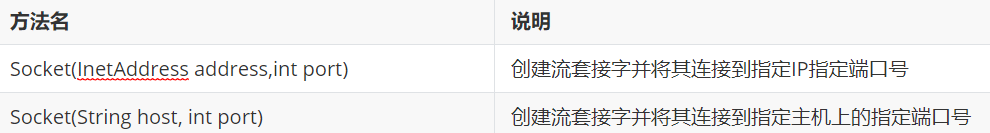 方法名 说明
Socket(InetAddress address,int port) 创建流套接字并将其连接到指定IP指定端口号
Socket(String host, int port) 创建流套接字并将其连接到指定主机上的指定端口号